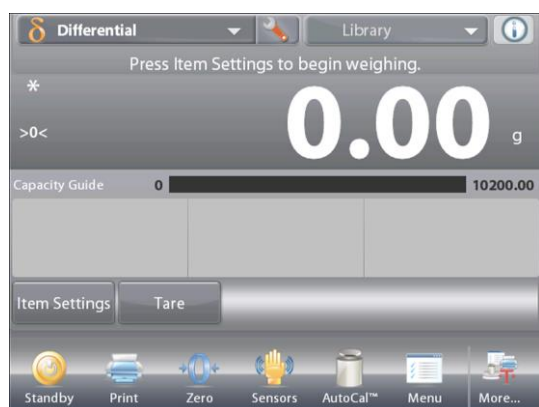 δ Differential Library
Press Item Settings to begin weighing.
*
>0< 0.00 g
Capacity Guide 0 10200.00
Item Settings Tare
→0← 
Standby Print Zero Sensors AutoCal™ Menu More...